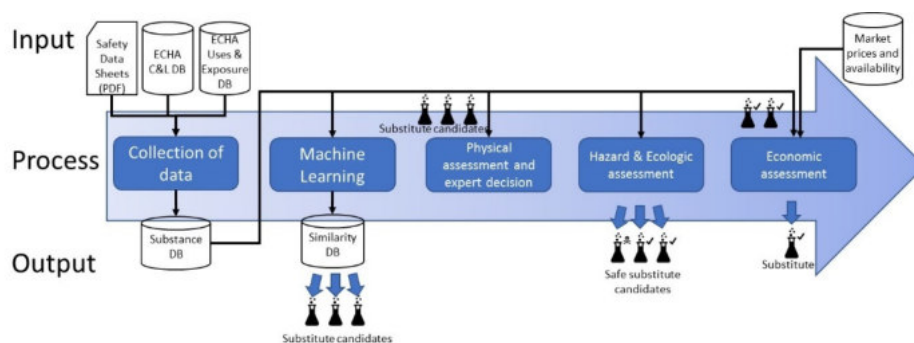 Input
Safety
Data
Sheets
(PDF)
ECHA
C&L DB
ECHA
Uses &
Exposure
DB
Market
prices and
availability
Substitute candidates
Process
Collection of
data
Machine
Learning
Physical
assessment and
expert decision
Hazard & Ecologic
assessment
Economic
assessment
Output
Substance
DB
Similarity
DB
Safe substitute
candidates
Substitute
Substitute candidates